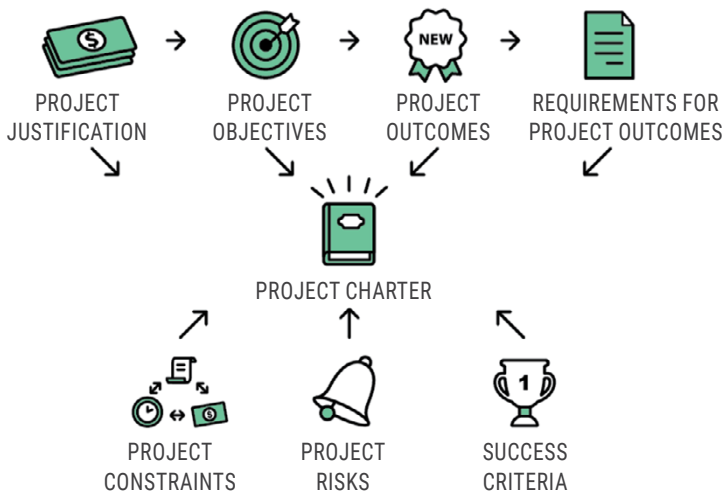 NEW
PROJECT
JUSTIFICATION
PROJECT
OBJECTIVES
PROJECT
OUTCOMES
REQUIREMENTS FOR
PROJECT OUTCOMES
PROJECT CHARTER
1
PROJECT
CONSTRAINTS
PROJECT
RISKS
SUCCESS
CRITERIA